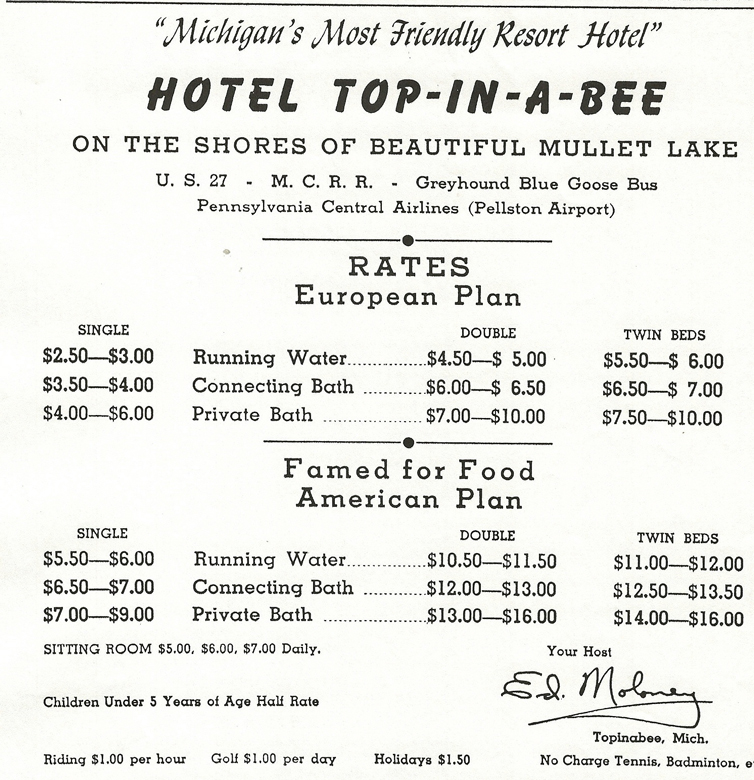 "Michigan's Most Friendly Resort Hotel"
HOTEL TOP-IN-A-BEE
ON THE SHORES OF BEAUTIFUL MULLET LAKE
U. S. 27 - M. C. R. R. - Greyhound Blue Goose Bus
Pennsylvania Central Airlines (Pellston Airport)
RATES
European Plan
SINGLE DOUBLE TWIN BEDS
$2.50—$3.00 Running Water..............$4.50—$ 5.00 $5.50—$ 6.00
$3.50—$4.00 Connecting Bath ............$6.00—$ 6.50 $6.50—$ 7.00
$4.00—$6.00 Private Bath ...................$7.00—$10.00 $7.50—$10.00
Famed for Food
American Plan
SINGLE DOUBLE TWIN BEDS
$5.50—$6.00 Running Water..............$10.50—$11.50 $11.00—$12.00
$6.50—$7.00 Connecting Bath ............$12.00—$13.00 $12.50—$13.50
$7.00—$9.00 Private Bath ...................$13.00—$16.00 $14.00—$16.00
SITTING ROOM $5.00, $6.00, $7.00 Daily. Your Host
Ed. Moloney
Children Under 5 Years of Age Half Rate
Topinabee, Mich.
Riding $1.00 per hour Golf $1.00 per day Holidays $1.50 No Charge Tennis, Badminton,